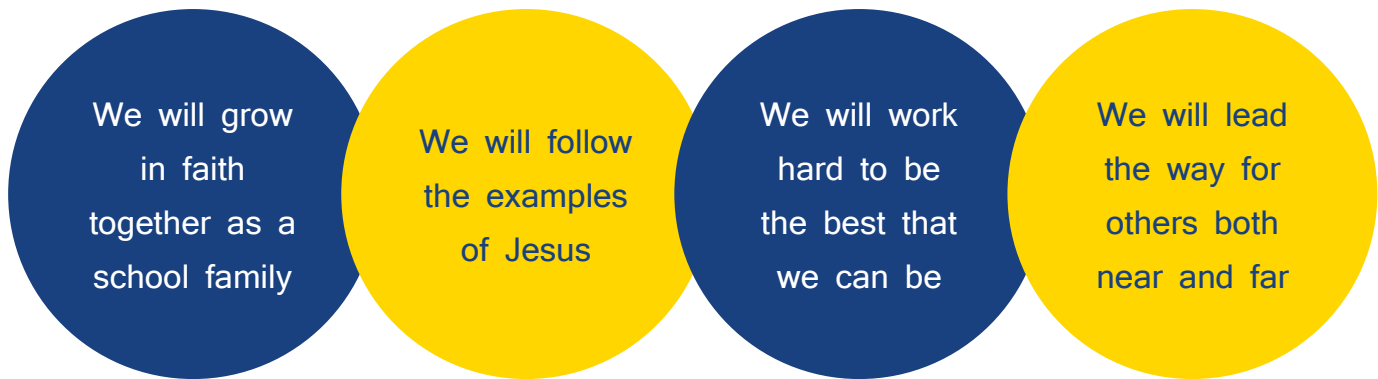 We will grow
in faith
together as a
school family
We will follow
the examples
of Jesus
We will work
hard to be
the best that
we can be
We will lead
the way for
others both
near and far